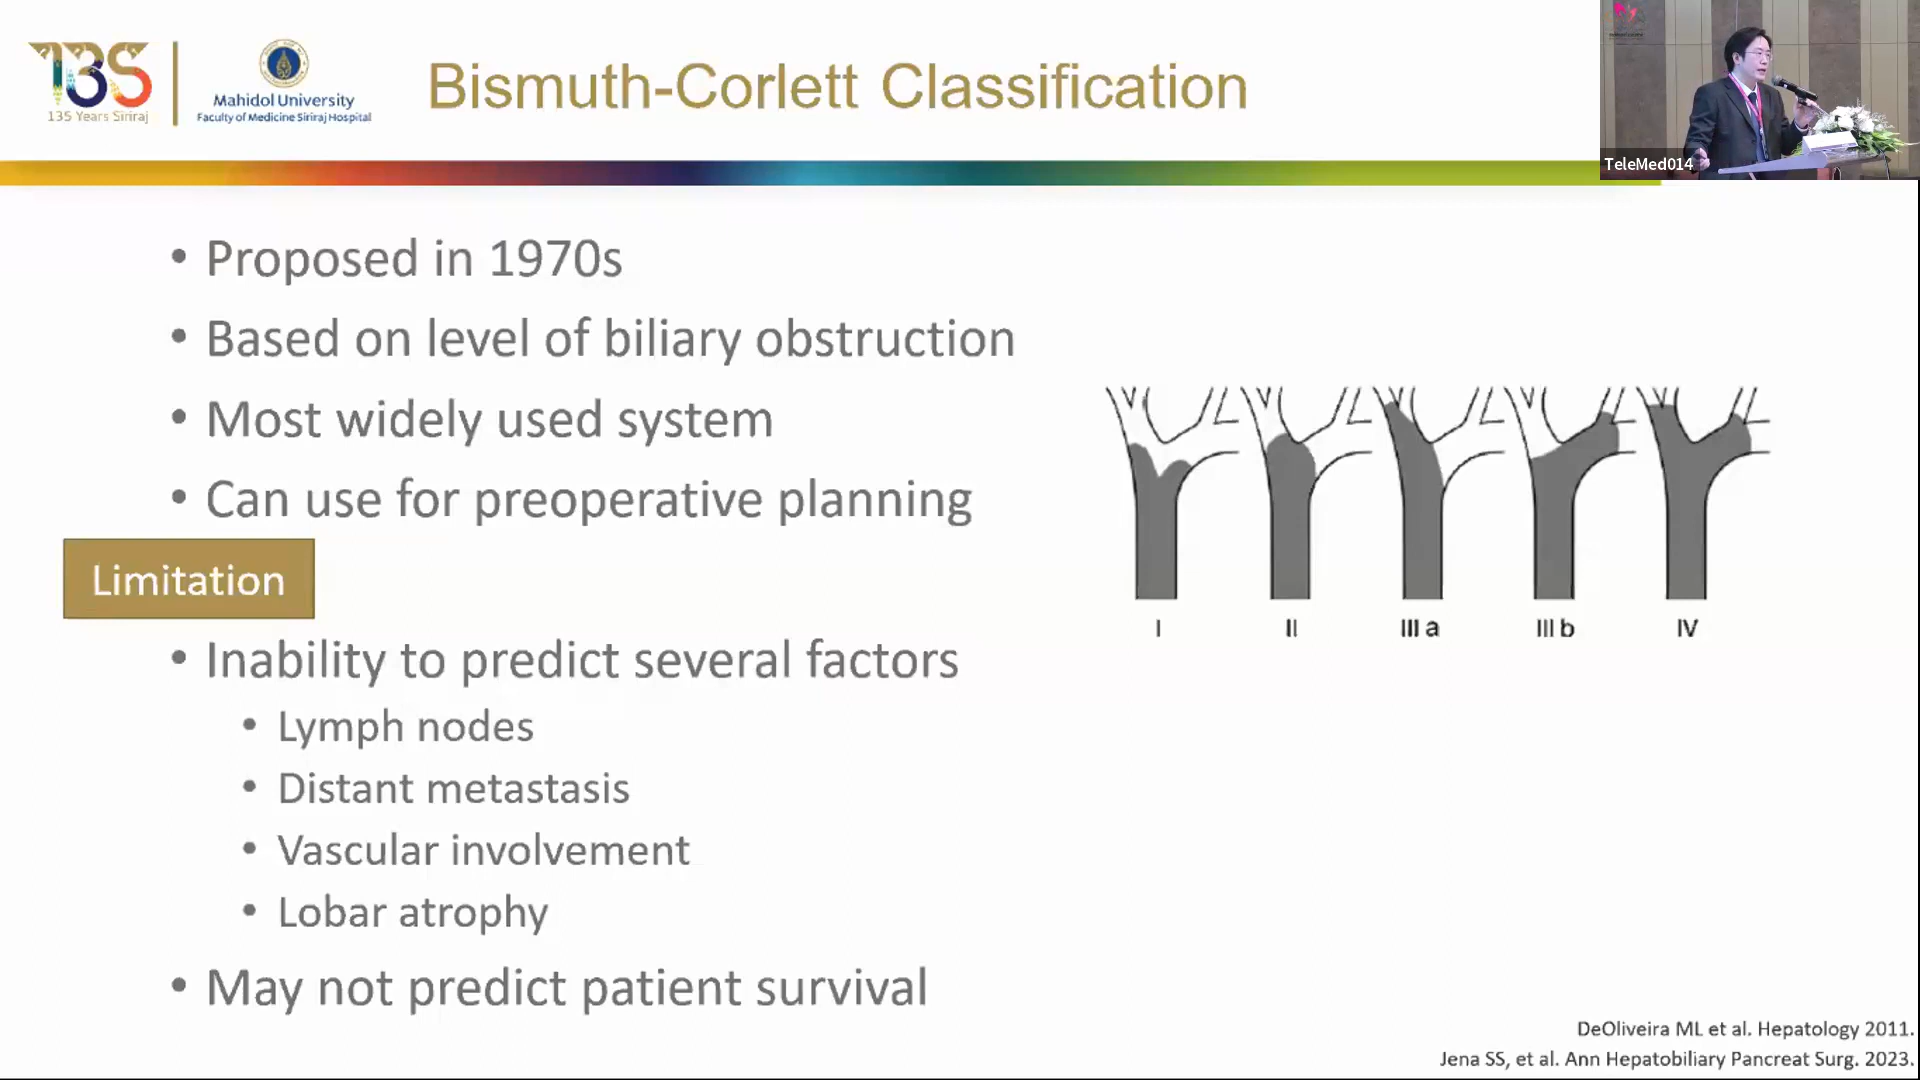 135
135 Years Siriraj
Mahidol University
Faculty of Medicine Siriraj Hospital
Bismuth-Corlett Classification
TeleMed014
• Proposed in 1970s
• Based on level of biliary obstruction
• Most widely used system
• Can use for preoperative planning
Limitation
• Inability to predict several factors
• Lymph nodes
• Distant metastasis
• Vascular involvement
• Lobar atrophy
• May not predict patient survival
I II III a III b IV
DeOliveira ML et al. Hepatology 2011.
Jena SS, et al. Ann Hepatobiliary Pancreat Surg. 2023.